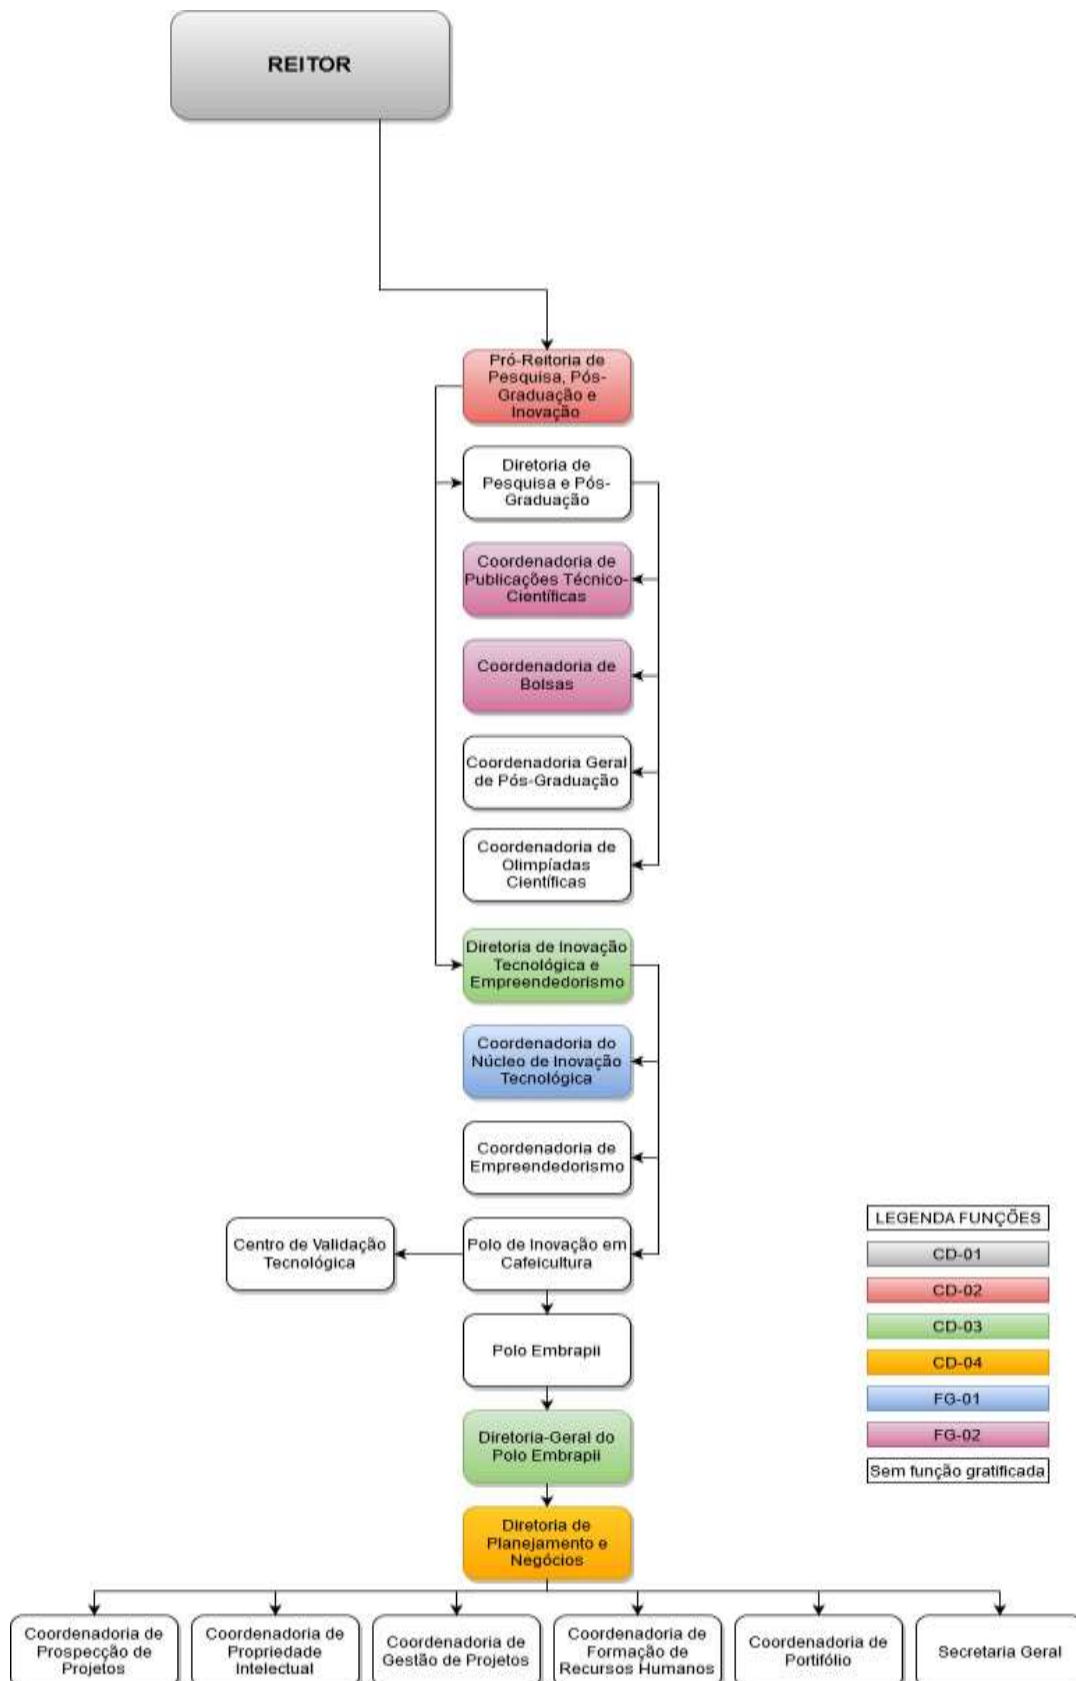 REITOR
Pró-Reitoria de
Pesquisa, Pós-
Graduação e
Inovação
Diretoria de
Pesquisa e Pós-
Graduação
Coordenadoria de
Publicações Técnico-
Científicas
Coordenadoria de
Bolsas
Coordenadoria Geral
de Pós-Graduação
Coordenadoria de
Olimpíadas
Científicas
Diretoria de Inovação
Tecnológica e
Empreendedorismo
Coordenadoria do
Núcleo de Inovação
Tecnológica
Coordenadoria de
Empreendedorismo
Centro de Validação
Tecnológica
Polo de Inovação em
Cafeicultura
Polo Embrapii
Diretoria-Geral do
Polo Embrapii
Diretoria de
Planejamento e
Negócios
Coordenadoria de
Prospecção de
Projetos
Coordenadoria de
Propriedade
Intelectual
Coordenadoria de
Gestão de Projetos
Coordenadoria de
Formação de
Recursos Humanos
Coordenadoria de
Portifólio
Secretaria Geral
LEGENDA FUNÇÕES
CD-01
CD-02
CD-03
CD-04
FG-01
FG-02
Sem função gratificada